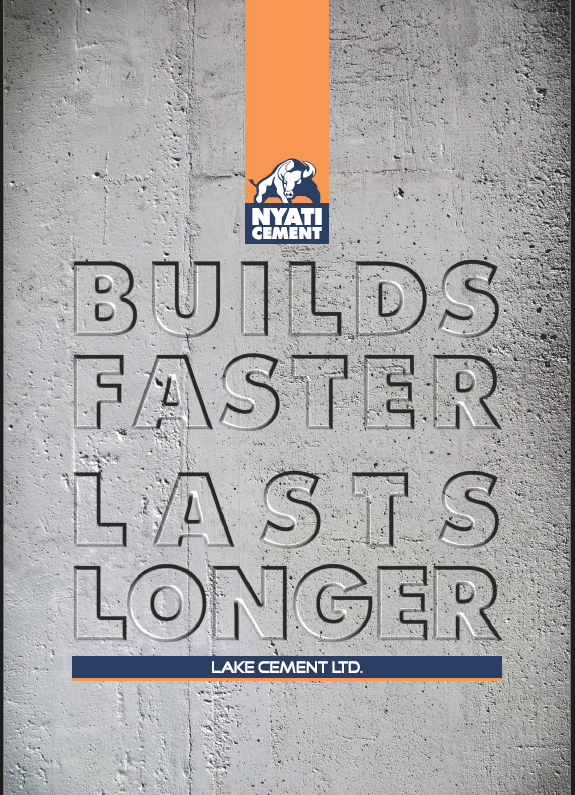 NYATI
CEMENT
BUILDS
FASTER
LASTS
LONGER
LAKE CEMENT LTD.